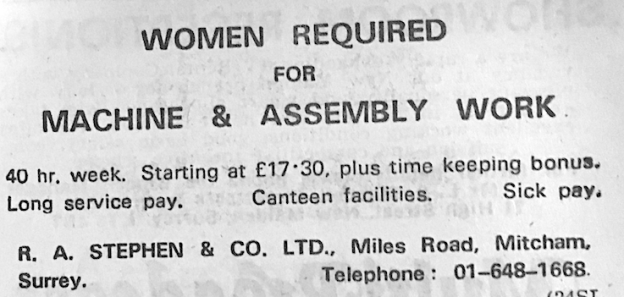 WOMEN REQUIRED
FOR
MACHINE & ASSEMBLY WORK
40 hr. week. Starting at £17·30, plus time keeping bonus.
Long service pay. Canteen facilities. Sick pay.
R. A. STEPHEN & CO. LTD., Miles Road, Mitcham,
Surrey. Telephone: 01–648–1668.